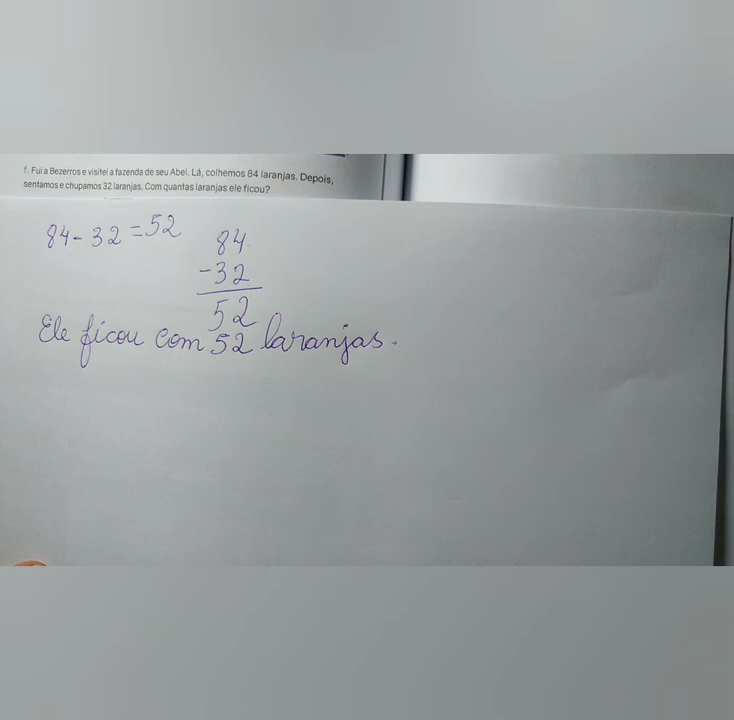 f. Fui a Bezerros e visitei a fazenda de seu Abel. Lá, colhemos 84 laranjas. Depois,
sentamos e chupamos 32 laranjas. Com quantas laranjas ele ficou?
84 - 32 = 52
84
-32
52
Ele ficou com 52 laranjas.